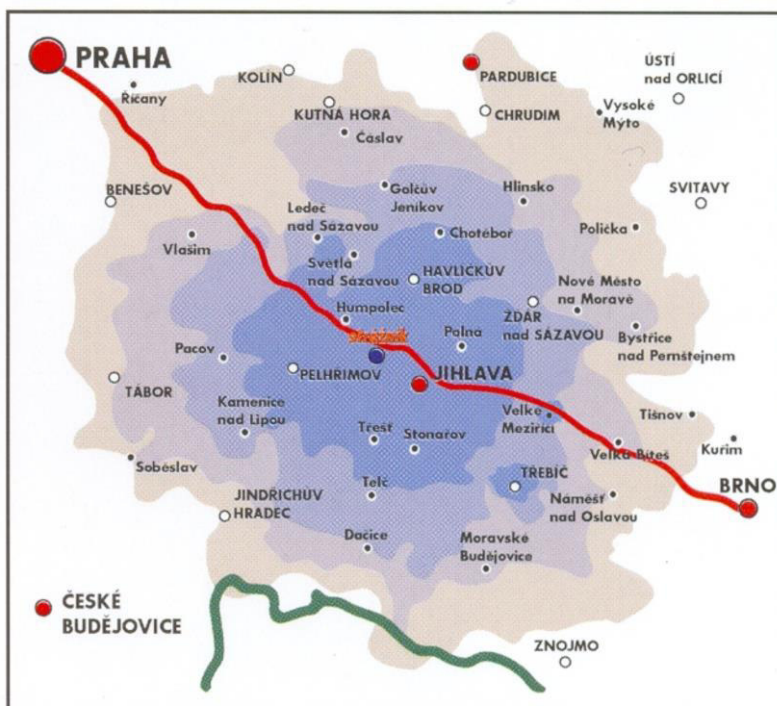 PRAHA
Říčany
KOLÍN
PARDUBICE
ÚSTÍ
nad ORLICÍ
KUTNÁ HORA
CHRUDIM
Vysoké
Mýto
Čáslav
BENEŠOV
Golčův
Jeníkov
Hlinsko
SVITAVY
Ledeč
nad Sázavou
Chotěboř
Polička
Vlašim
Světlá
nad Sázavou
HAVLÍČKŮV
BROD
Nové Město
na Moravě
Humpolec
ŽĎÁR
nad SÁZAVOU
Polna
Bystřice
nad Pernštejnem
Pacov
PELHŘIMOV
JIHLAVA
TÁBOR
Kamenice
nad Lipou
Velké
Meziříčí
Tišnov
Třešť
Stonařov
Velká Biteš
Kuřim
Soběslav
Telč
TŘEBÍČ
BRNO
JINDŘICHŮV
HRADEC
Náměšť
nad Oslavou
Dačice
Moravské
Budějovice
ČESKÉ
BUDĚJOVICE
ZNOJMO